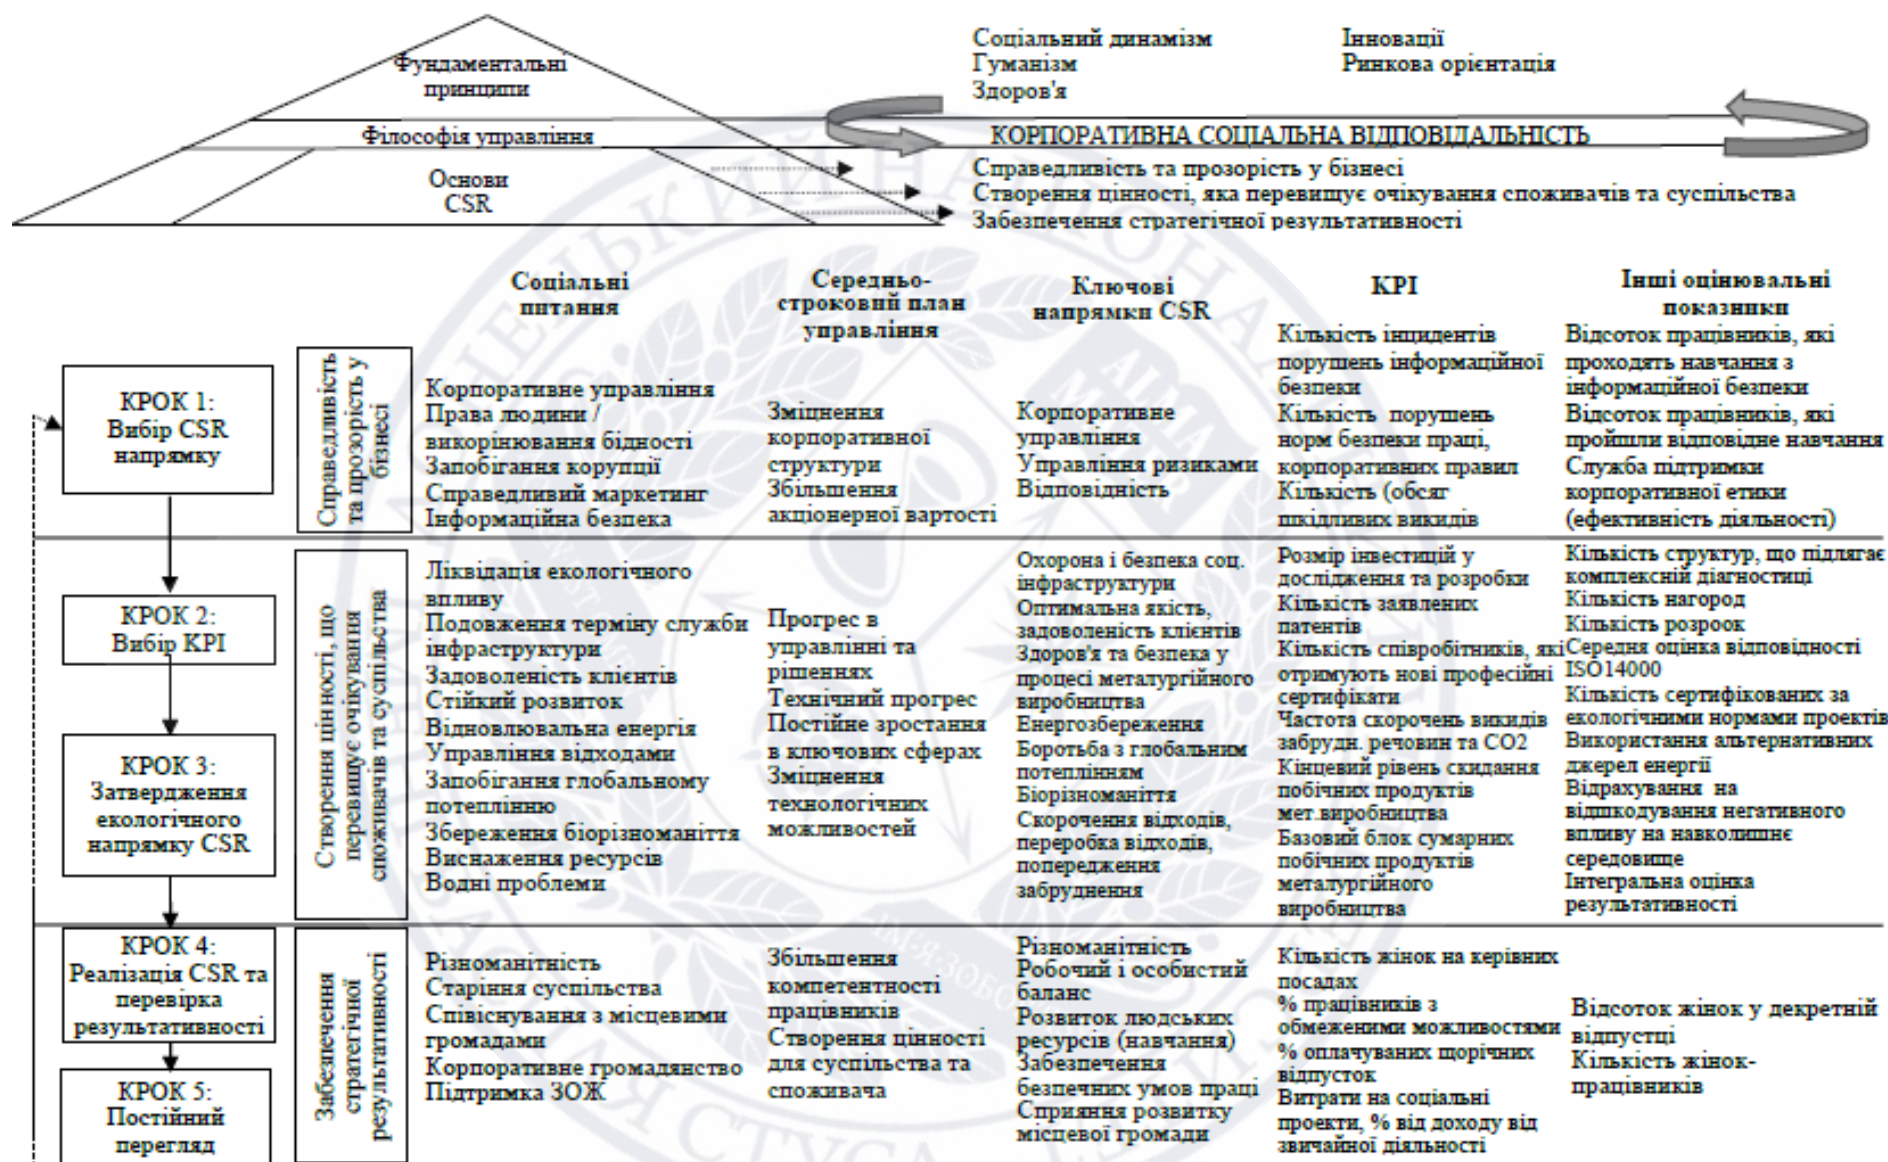 Фундаментальні
принципи
Філософія управління
Основи
CSR
Соціальний динамізм
Гуманізм
Здоров'я
Інновації
Ринкова орієнтація
КОРПОРАТИВНА СОЦІАЛЬНА ВІДПОВІДАЛЬНІСТЬ
Справедливість та прозорість у бізнесі
Створення цінності, яка перевищує очікування споживачів та суспільства
Забезпечення стратегічної результативності
Соціальні
питання
Середньо-
строковий план
управління
Ключові
напрямки CSR
KPI
Інші оцінювальні
показники
КРОК 1:
Вибір CSR
напрямку
Справедливість
та прозорість у
бізнесі
Корпоративне управління
Права людини /
викорінювання бідності
Запобігання корупції
Справедливий маркетинг
Інформаційна безпека
Зміцнення
корпоративної
структури
Збільшення
акціонерної вартості
Корпоративне
управління
Управління ризиками
Відповідність
Кількість інцидентів
порушень інформаційної
безпеки
Кількість порушень
норм безпеки праці,
корпоративних правил
Кількість (обсяг
шкідливих викидів
Відсоток працівників, які
проходять навчання з
інформаційної безпеки
Відсоток працівників, які
пройшли відповідне навчання
Служба підтримки
корпоративної етики
(ефективність діяльності)
КРОК 2:
Вибір KPI
КРОК 3:
Затвердження
екологічного
напрямку CSR
Створення цінності, що
перевищує очікування
споживачів та суспільства
Ліквідація екологічного
впливу
Подовження терміну служби
інфраструктури
Задоволеність клієнтів
Стійкий розвиток
Відновлювальна енергія
Управління відходами
Запобігання глобальному
потеплінню
Збереження біорізноманіття
Виснаження ресурсів
Водні проблеми
Прогрес в
управлінні та
рішеннях
Технічний прогрес
Постійне зростання
в ключових сферах
Зміцнення
технологічних
можливостей
Охорона і безпека соц.
інфраструктури
Оптимальна якість,
задоволеність клієнтів
Здоров'я та безпека у
процесі металургійного
виробництва
Енергозбереження
Боротьба з глобальним
потеплінням
Біорізноманіття
Скорочення відходів,
переробка відходів,
попередження
забруднення
Розмір інвестицій у
дослідження та розробки
Кількість заявлених
патентів
Кількість співробітників, які
отримують нові професійні
сертифікати
Частота скорочень викидів
забрудн. речовин та CO2
Кінцевий рівень скидання
побічних продуктів
мет.виробництва
Базовий блок сумарних
побічних продуктів
металургійного
виробництва
Кількість структур, що підлягає
комплексній діагностиці
Кількість нагород
Кількість розроок
Середня оцінка відповідності
ISO14000
Кількість сертифікованих за
екологічними нормами проектів
Використання альтернативних
джерел енергії
Відрахування на
відшкодування негативного
впливу на навколишнє
середовище
Інтегральна оцінка
результативності
КРОК 4:
Реалізація CSR та
перевірка
результативності
КРОК 5:
Постійний
перегляд
Забезпечення
стратегічної
результативності
Різноманітність
Старіння суспільства
Співіснування з місцевими
громадами
Корпоративне громадянство
Підтримка ЗОЖ
Збільшення
компетентності
працівників
Створення цінності
для суспільства та
споживача
Різноманітність
Робочий і особистий
баланс
Розвиток людських
ресурсів (навчання)
Забезпечення
безпечних умов праці
Сприяння розвитку
місцевої громади
Кількість жінок на керівних
посадах
% працівників з
обмеженими можливостями
% оплачуваних щорічних
відпусток
Витрати на соціальні
проекти, % від доходу від
звичайної діяльності
Відсоток жінок у декретній
відпустці
Кількість жінок-
працівників